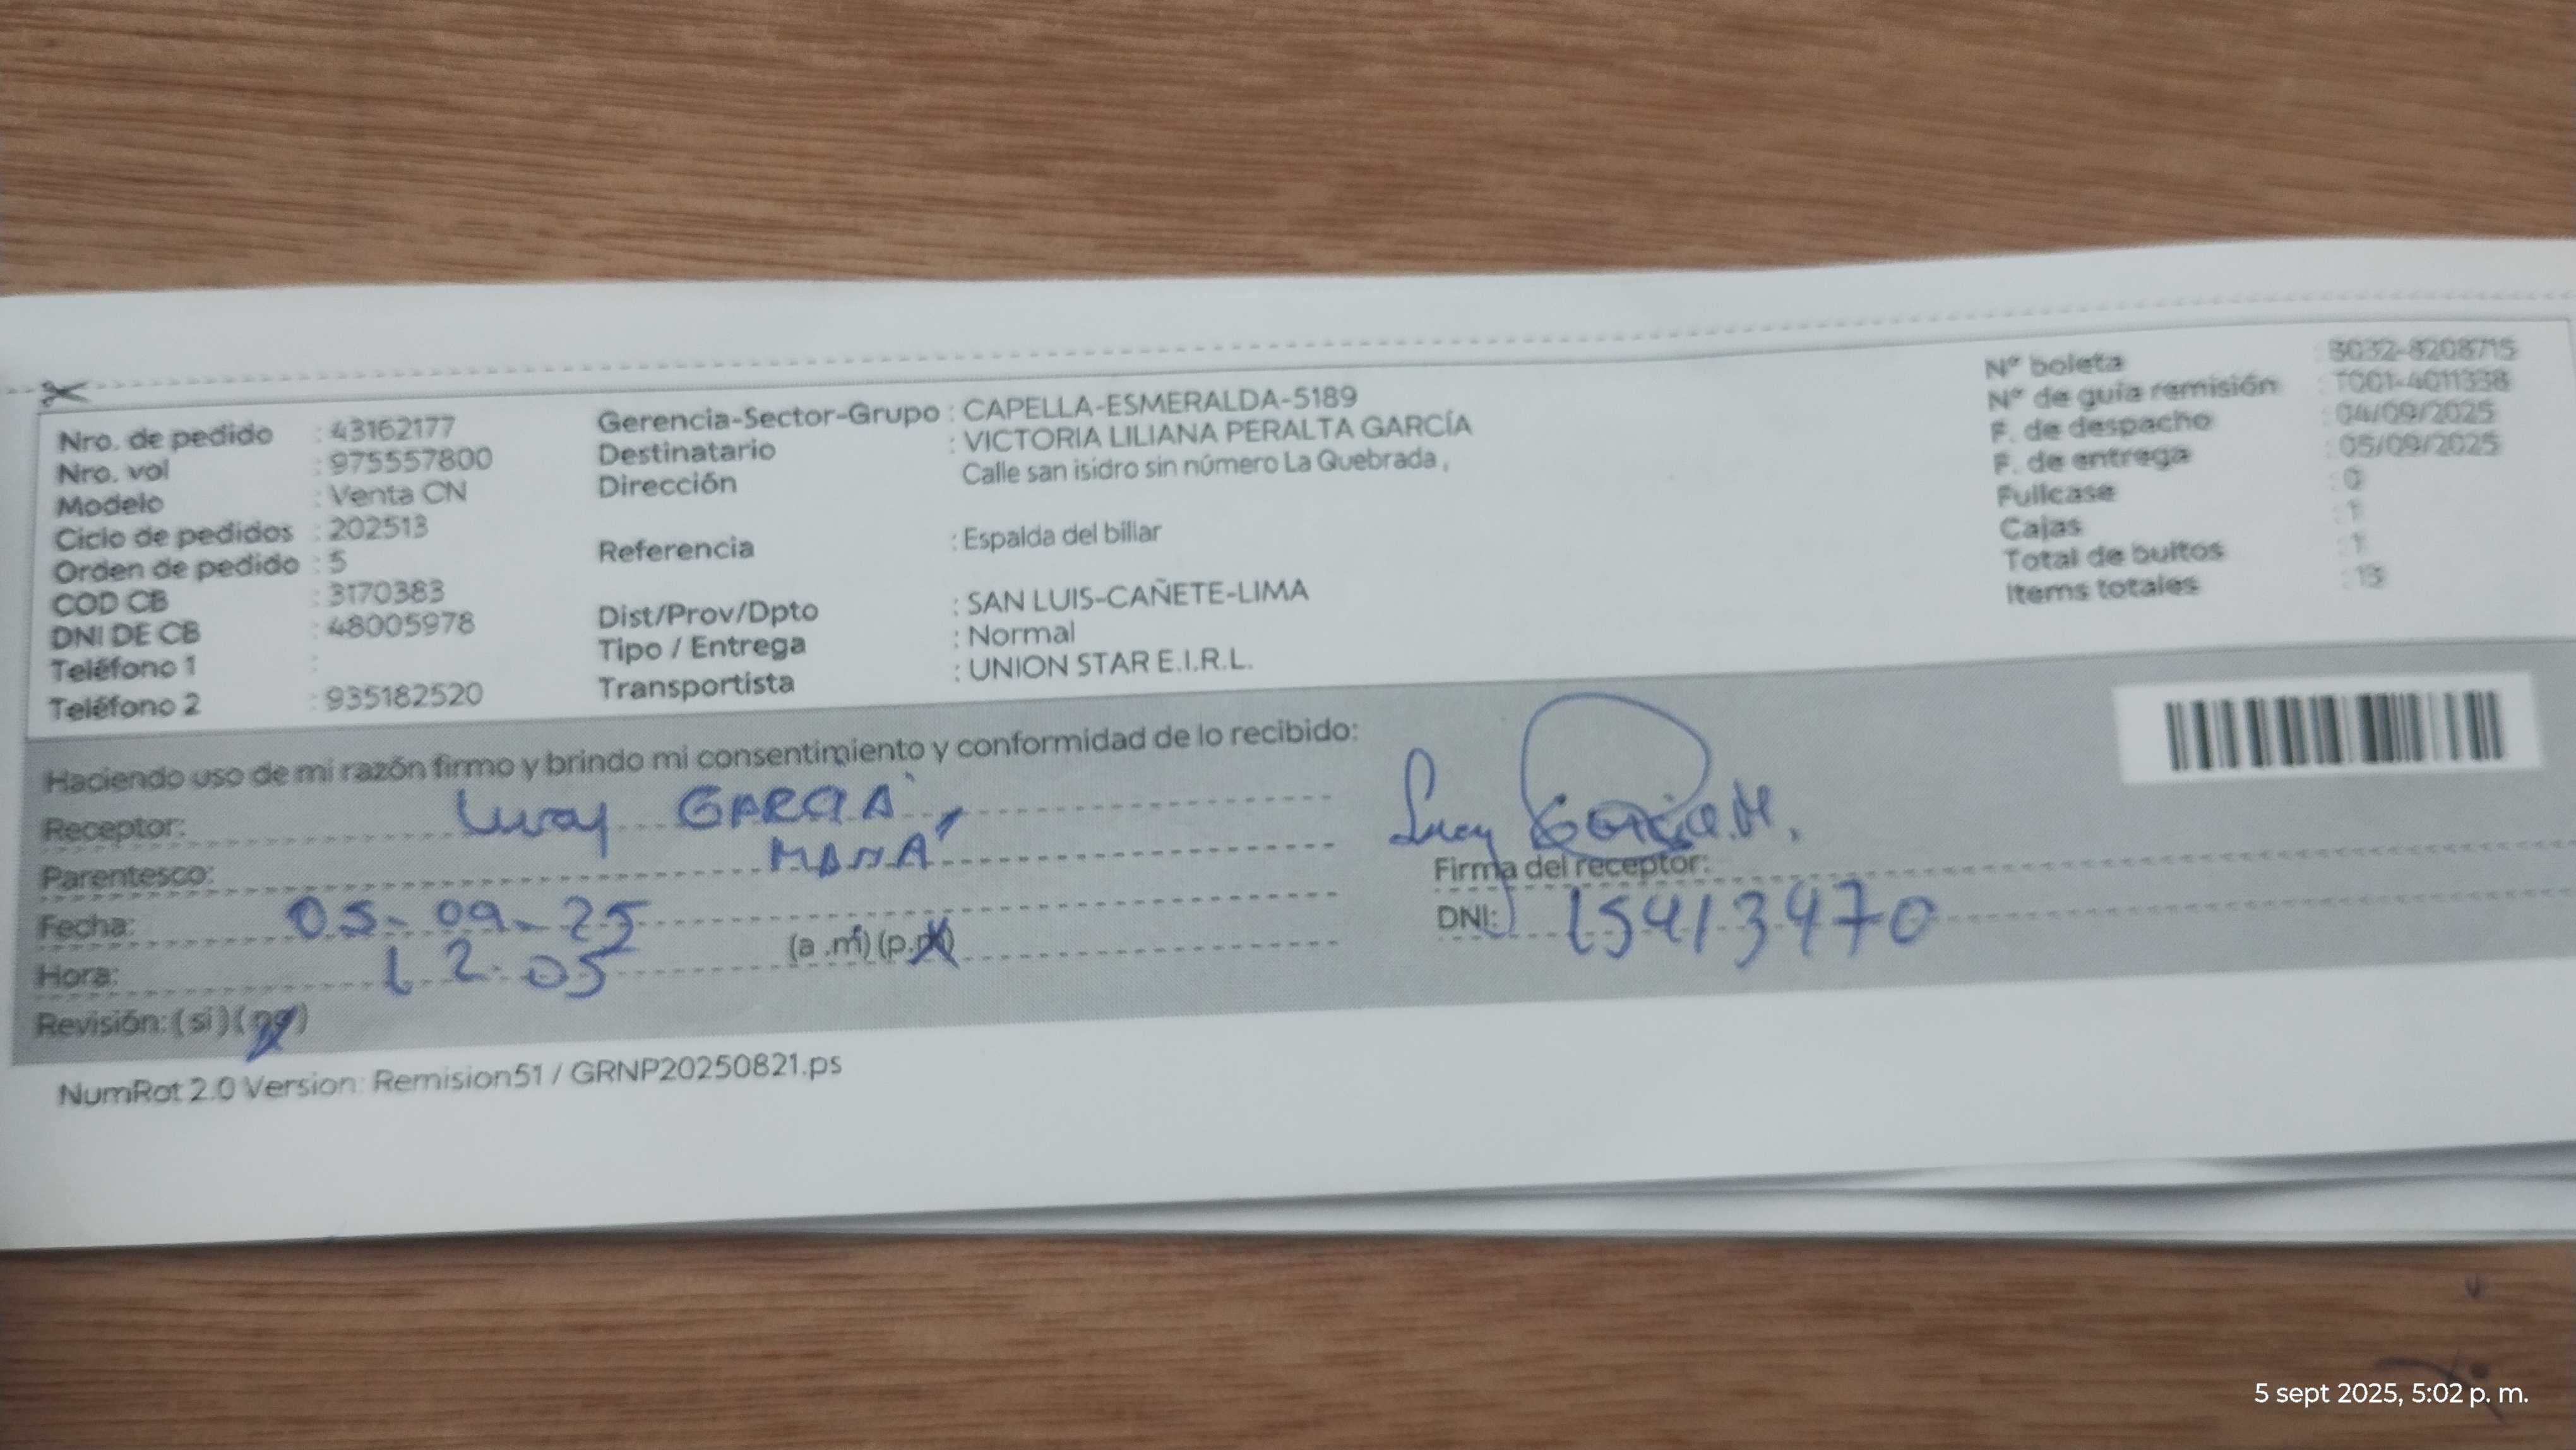 Nro. de pedido : 43162177
Nro. vol : 975557800
Modelo : Venta CN
Ciclo de pedidos : 202513
Orden de pedido : 5
COD CB : 3170383
DNI DE CB : 48005978
Teléfono 1 :
Teléfono 2 : 935182520
Gerencia-Sector-Grupo : CAPELLA-ESMERALDA-5189
Destinatario : VICTORIA LILIANA PERALTA GARCÍA
Dirección Calle san isidro sin número La Quebrada ,
Referencia : Espalda del billar
Dist/Prov/Dpto : SAN LUIS-CAÑETE-LIMA
Tipo / Entrega : Normal
Transportista : UNION STAR E.I.R.L.
N° boleta : B032-8208715
N° de guía remisión : T001-4011338
F. de despacho : 04/09/2025
F. de entrega : 05/09/2025
Fullcase : 0
Cajas : 1
Total de bultos : 1
Items totales :
Haciendo uso de mi razón firmo y brindo mi consentimiento y conformidad de lo recibido:
Receptor: Lucy GARCIA
Parentesco: MAMA
Fecha: 05-09-25
Hora: 12:05 (a .m) (p.m)
Revisión: ( si ) ( no )
Lucy Garcia.M.
Firma del receptor:
DNI: 15413470
NumRot 2.0 Version: Remision51 / GRNP20250821.ps
5 sept 2025, 5:02 p. m.